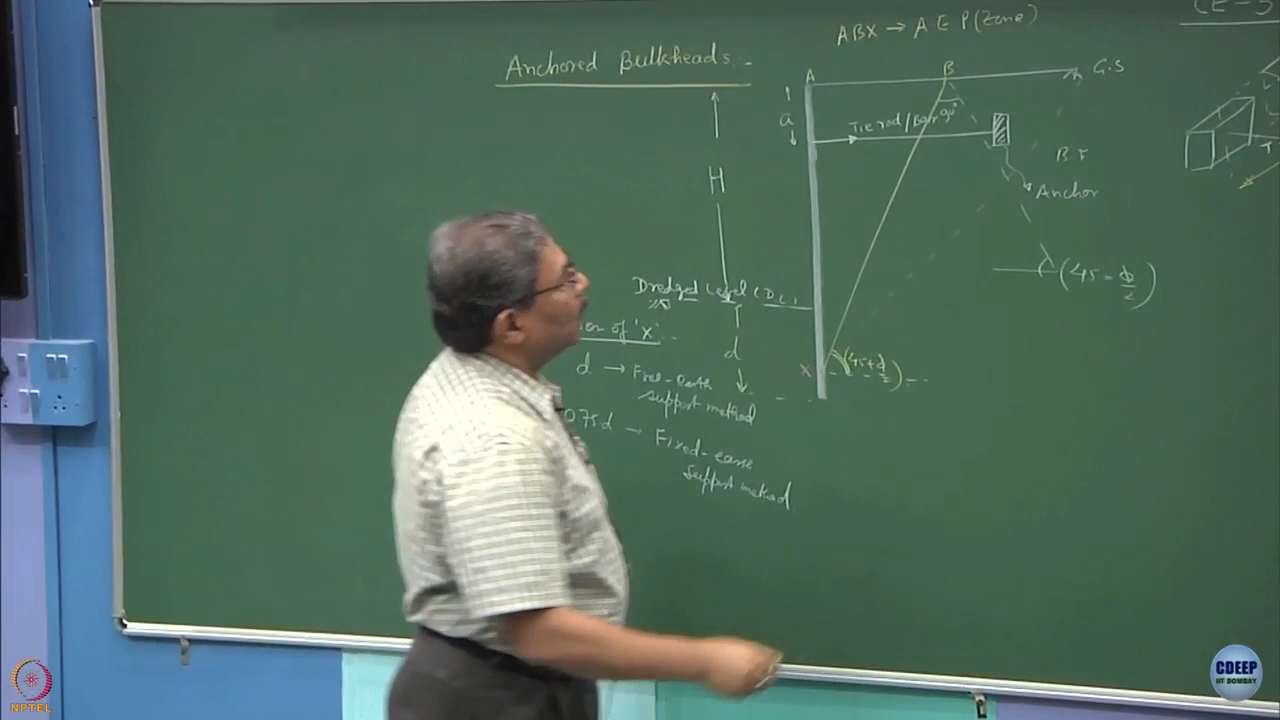 ABX → A E P (Zone)
Anchored Bulkheads
A
B
G.S
a
Tie rod / Bar
90°
B F
Anchor
H
T
(45 - φ/2)
Dredged Level (DL)
of 'X'
d
d → Free-earth
support method
X
(45+φ/2)
0.75d → Fixed-
support method
NPTEL
CDEEP
IIT BOMBAY